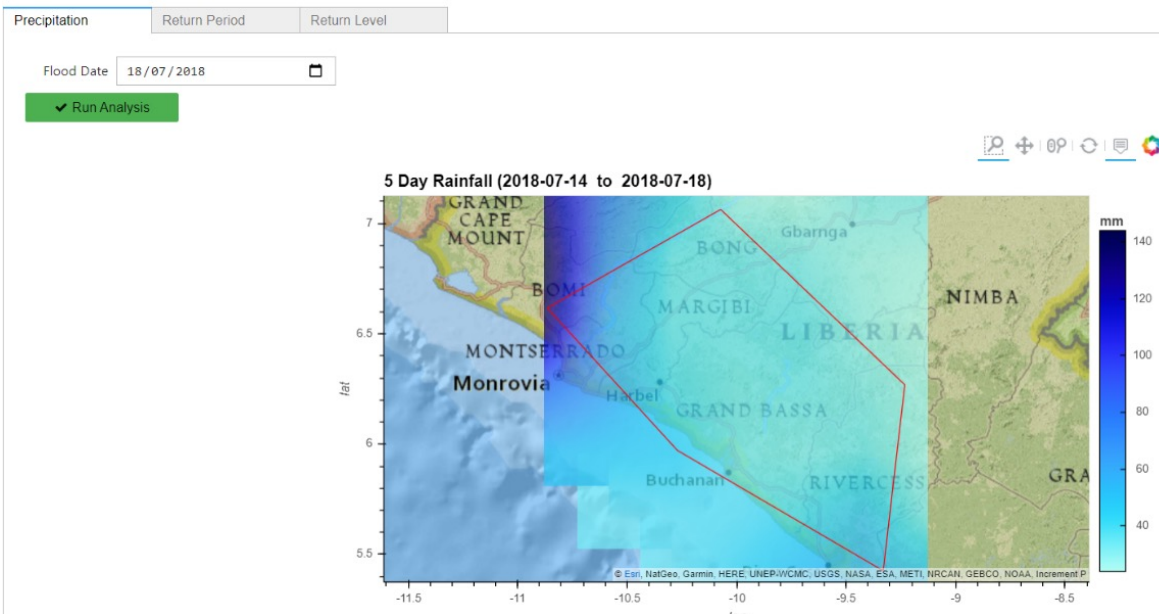 Precipitation Return Period Return Level
Flood Date 18/07/2018
✔ Run Analysis
5 Day Rainfall (2018-07-14 to 2018-07-18)
GRAND
CAPE
MOUNT
BONG
Gbarnga
BOMI
MARGIBI
NIMBA
LIBERIA
MONTSERRADO
Monrovia
Harbel
GRAND BASSA
Buchanan
RIVERCESS
GRA
© Esri, NatGeo, Garmin, HERE, UNEP-WCMC, USGS, NASA, ESA, METI, NRCAN, GEBCO, NOAA, Increment P
lat
7
6.5
6
5.5
-11.5 -11 -10.5 -10 -9.5 -9 -8.5
mm
140
120
100
80
60
40